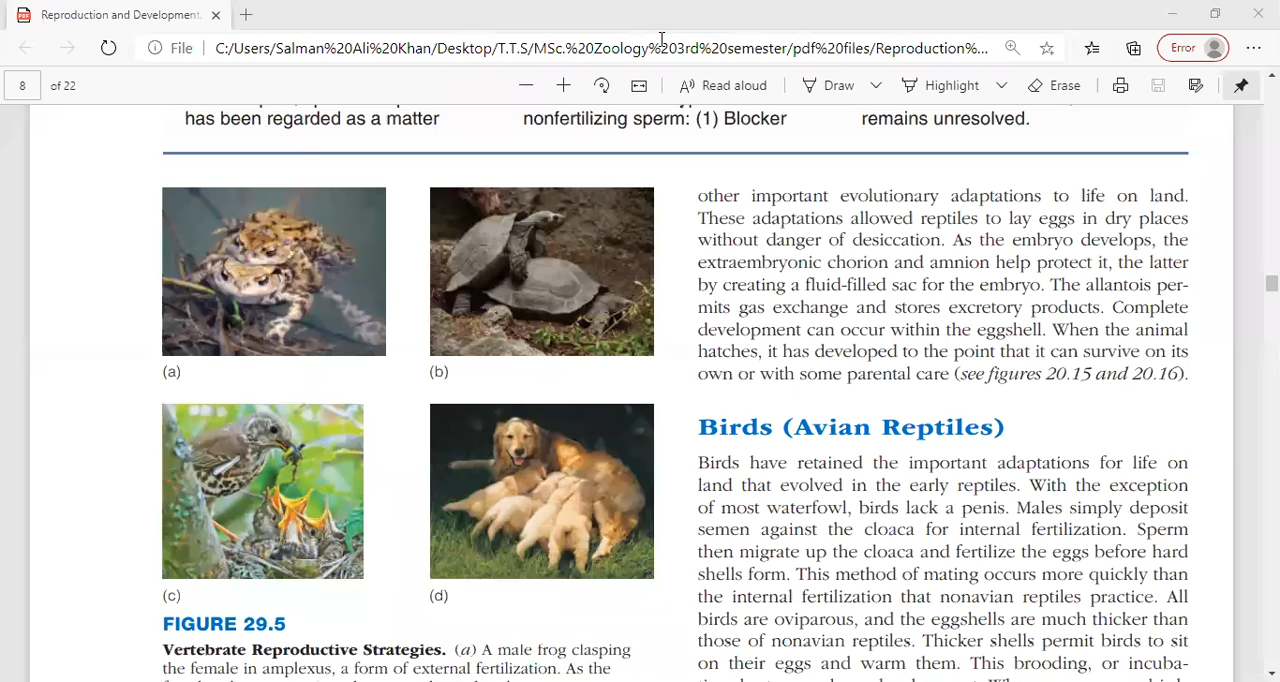 Reproduction and Development.
File
C:/Users/Salman%20Ali%20Khan/Desktop/T.T.S/MSc.%20Zoology%203rd%20semester/pdf%20files/Reproduction%...
Error
8 of 22
Read aloud
Draw
Highlight
Erase
has been regarded as a matter
nonfertilizing sperm: (1) Blocker
remains unresolved.
(a)
(b)
(c)
(d)
FIGURE 29.5
Vertebrate Reproductive Strategies. (a) A male frog clasping
the female in amplexus, a form of external fertilization. As the
other important evolutionary adaptations to life on land.
These adaptations allowed reptiles to lay eggs in dry places
without danger of desiccation. As the embryo develops, the
extraembryonic chorion and amnion help protect it, the latter
by creating a fluid-filled sac for the embryo. The allantois per-
mits gas exchange and stores excretory products. Complete
development can occur within the eggshell. When the animal
hatches, it has developed to the point that it can survive on its
own or with some parental care (see figures 20.15 and 20.16).
Birds (Avian Reptiles)
Birds have retained the important adaptations for life on
land that evolved in the early reptiles. With the exception
of most waterfowl, birds lack a penis. Males simply deposit
semen against the cloaca for internal fertilization. Sperm
then migrate up the cloaca and fertilize the eggs before hard
shells form. This method of mating occurs more quickly than
the internal fertilization that nonavian reptiles practice. All
birds are oviparous, and the eggshells are much thicker than
those of nonavian reptiles. Thicker shells permit birds to sit
on their eggs and warm them. This brooding, or incuba-